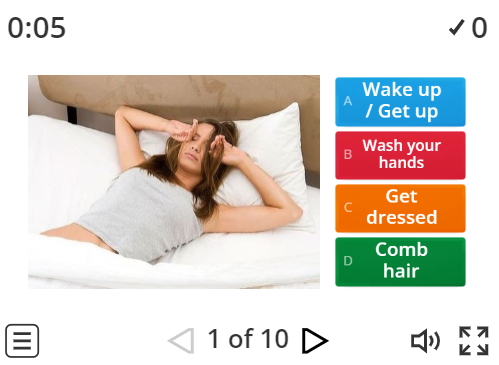 0:05
✓ 0
A
Wake up
/ Get up
B
Wash your
hands
C
Get
dressed
D
Comb
hair
1 of 10